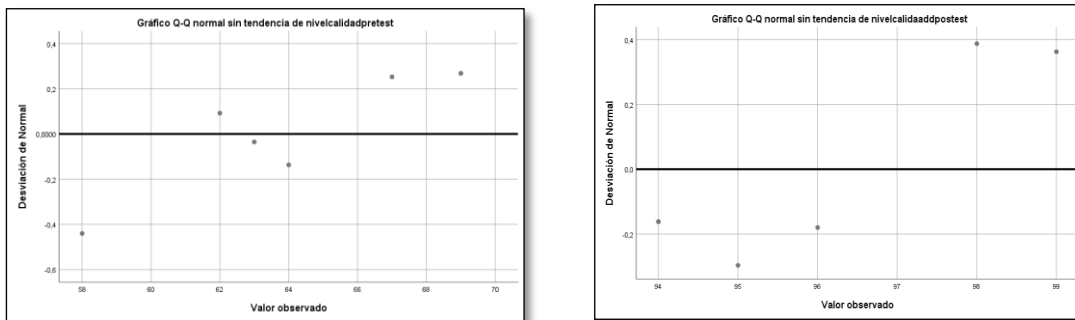 Gráfico Q-Q normal sin tendencia de nivelcalidadpretest
0,4
0,2
0,0000
-0,2
-0,4
-0,6
Desviación de Normal
58 60 62 64 66 68 70
Valor observado
Gráfico Q-Q normal sin tendencia de nivelcalidaaddpostest
0,4
0,2
0,0
-0,2
Desviación de Normal
94 95 96 97 98 99
Valor observado